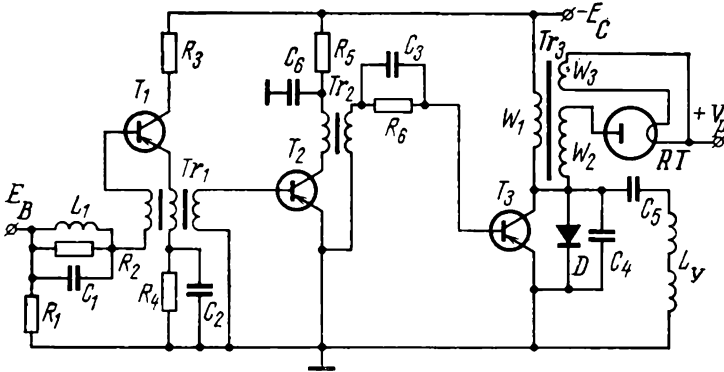 -E_C
R_3
C_6
R_5
C_3
Tr_3
W_3
T_1
Tr_2
R_6
W_1
W_2
RT
+V_B
T_2
Tr_1
E_B
L_1
T_3
C_5
R_2
C_1
R_1
R_4
C_2
D
C_4
L_y